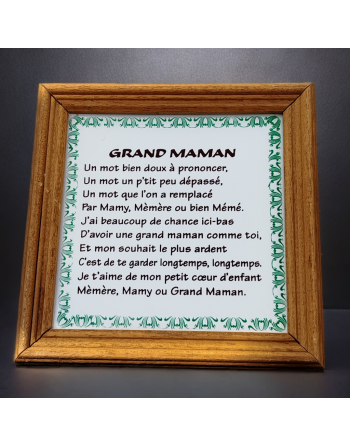 GRAND MAMAN
Un mot bien doux à prononcer,
Un mot un p'tit peu dépassé,
Un mot que l'on a remplacé
Par Mamy, Mèmère ou bien Mémé.
J'ai beaucoup de chance ici-bas
D'avoir une grand maman comme toi,
Et mon souhait le plus ardent
C'est de te garder longtemps, longtemps.
Je t'aime de mon petit cœur d'enfant
Mèmère, Mamy ou Grand Maman.